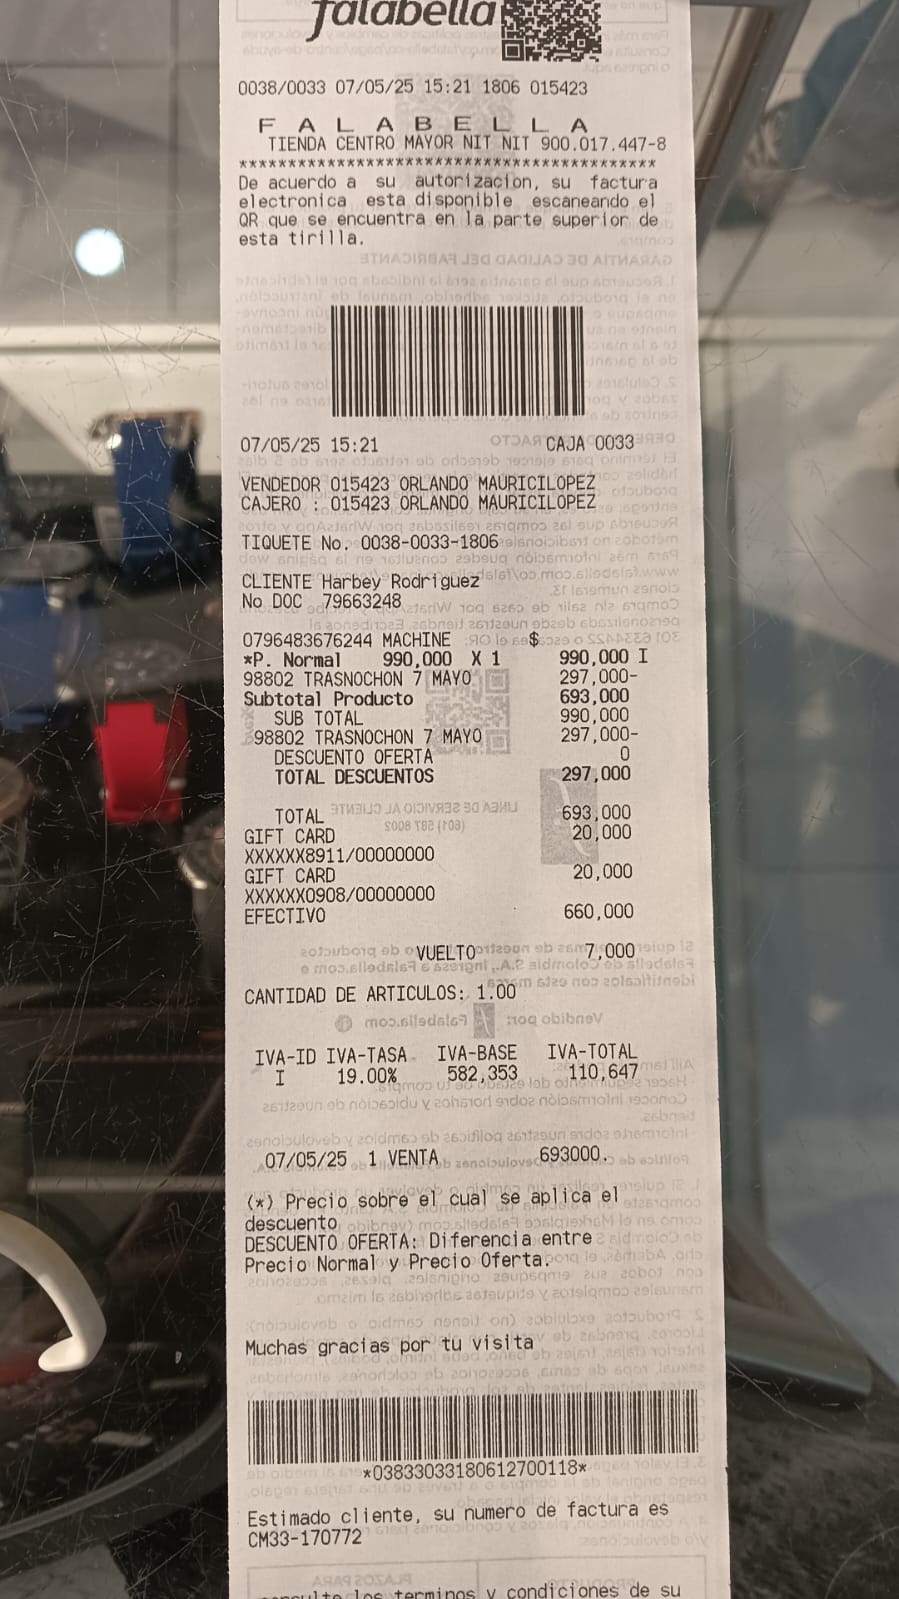 falabella
0038/0033 07/05/25 15:21 1806 015423
F A L A B E L L A
TIENDA CENTRO MAYOR NIT NIT 900.017.447-8
******************************************
De acuerdo a su autorizacion, su factura
electronica esta disponible escaneando el
QR que se encuentra en la parte superior de
esta tirilla.
07/05/25 15:21 CAJA 0033
VENDEDOR 015423 ORLANDO MAURICILOPEZ
CAJERO : 015423 ORLANDO MAURICILOPEZ
TIQUETE No. 0038-0033-1806
CLIENTE Harbey Rodriguez
No DOC 79663248
0796483676244 MACHINE $
*P. Normal 990,000 X 1 990,000 I
98802 TRASNOCHON 7 MAYO 297,000-
Subtotal Producto 693,000
SUB TOTAL 990,000
98802 TRASNOCHON 7 MAYO 297,000-
DESCUENTO OFERTA 0
TOTAL DESCUENTOS 297,000
TOTAL 693,000
GIFT CARD 20,000
XXXXXX8911/00000000
GIFT CARD 20,000
XXXXXX0908/00000000
EFECTIVO 660,000
VUELTO 7,000
CANTIDAD DE ARTICULOS: 1.00
IVA-ID IVA-TASA IVA-BASE IVA-TOTAL
I 19.00% 582,353 110,647
07/05/25 1 VENTA 693000.
(*) Precio sobre el cual se aplica el
descuento
DESCUENTO OFERTA: Diferencia entre
Precio Normal y Precio Oferta.
Muchas gracias por tu visita
*03833033180612700118*
Estimado cliente, su numero de factura es
CM33-170772
los terminos y condiciones de su